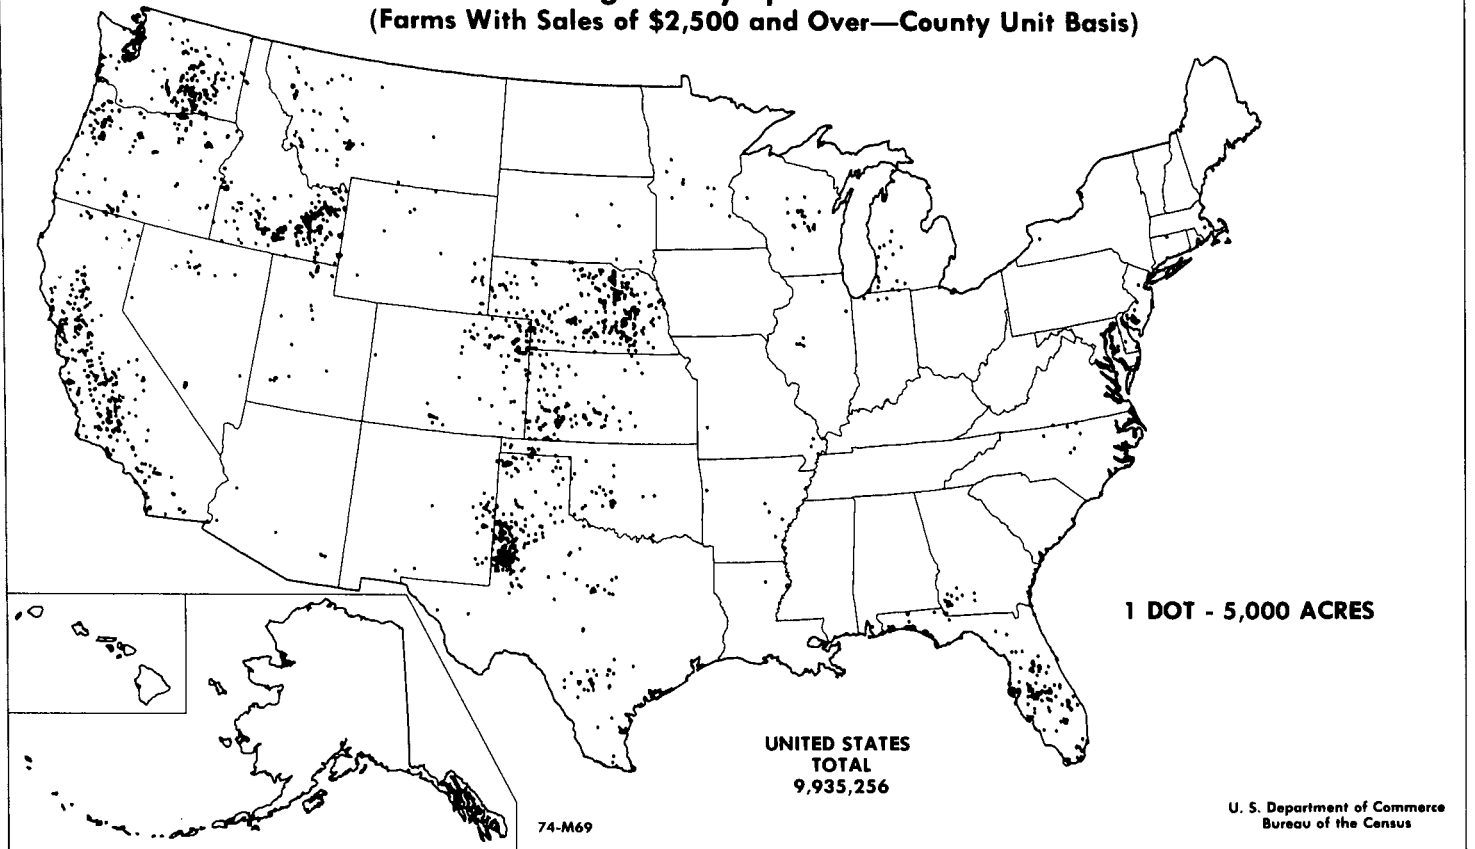 (Farms With Sales of $2,500 and Over—County Unit Basis)
1 DOT - 5,000 ACRES
UNITED STATES
TOTAL
9,935,256
74-M69
U. S. Department of Commerce
Bureau of the Census